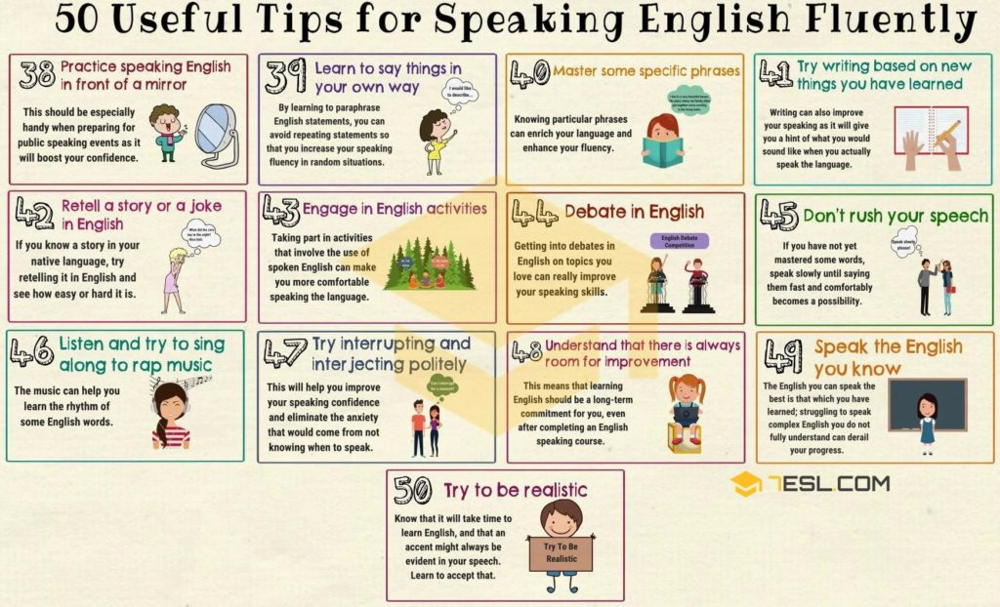 50 Useful Tips for Speaking English Fluently
38
Practice speaking English
in front of a mirror
This should be especially
handy when preparing for
public speaking events as it
will boost your confidence.
39
Learn to say things in
your own way
By learning to paraphrase
English statements, you can
avoid repeating statements so
that you increase your speaking
fluency in random situations.
I would like
to describe...
40
Master some specific phrases
Knowing particular phrases
can enrich your language and
enhance your fluency.
41
Try writing based on new
things you have learned
Writing can also improve
your speaking as it will give
you a hint of what you would
sound like when you actually
speak the language.
42
Retell a story or a joke
in English
If you know a story in your
native language, try
retelling it in English and
see how easy or hard it is.
43
Engage in English activities
Taking part in activities
that involve the use of
spoken English can make
you more comfortable
speaking the language.
44
Debate in English
Getting into debates in
English on topics you
love can really improve
your speaking skills.
English Debate
Competition
45
Don't rush your speech
If you have not yet
mastered some words,
speak slowly until saying
them fast and comfortably
becomes a possibility.
Speak slowly
please!
46
Listen and try to sing
along to rap music
The music can help you
learn the rhythm of
some English words.
47
Try interrupting and
interjecting politely
This will help you improve
your speaking confidence
and eliminate the anxiety
that would come from not
knowing when to speak.
Can I interrupt
for a moment?
48
Understand that there is always
room for improvement
This means that learning
English should be a long-term
commitment for you, even
after completing an English
speaking course.
49
Speak the English
you know
The English you can speak the
best is that which you have
learned; struggling to speak
complex English you do not
fully understand can derail
your progress.
50
Try to be realistic
Know that it will take time to
learn English, and that an
accent might always be
evident in your speech.
Learn to accept that.
Try To Be
Realistic
7ESL.COM